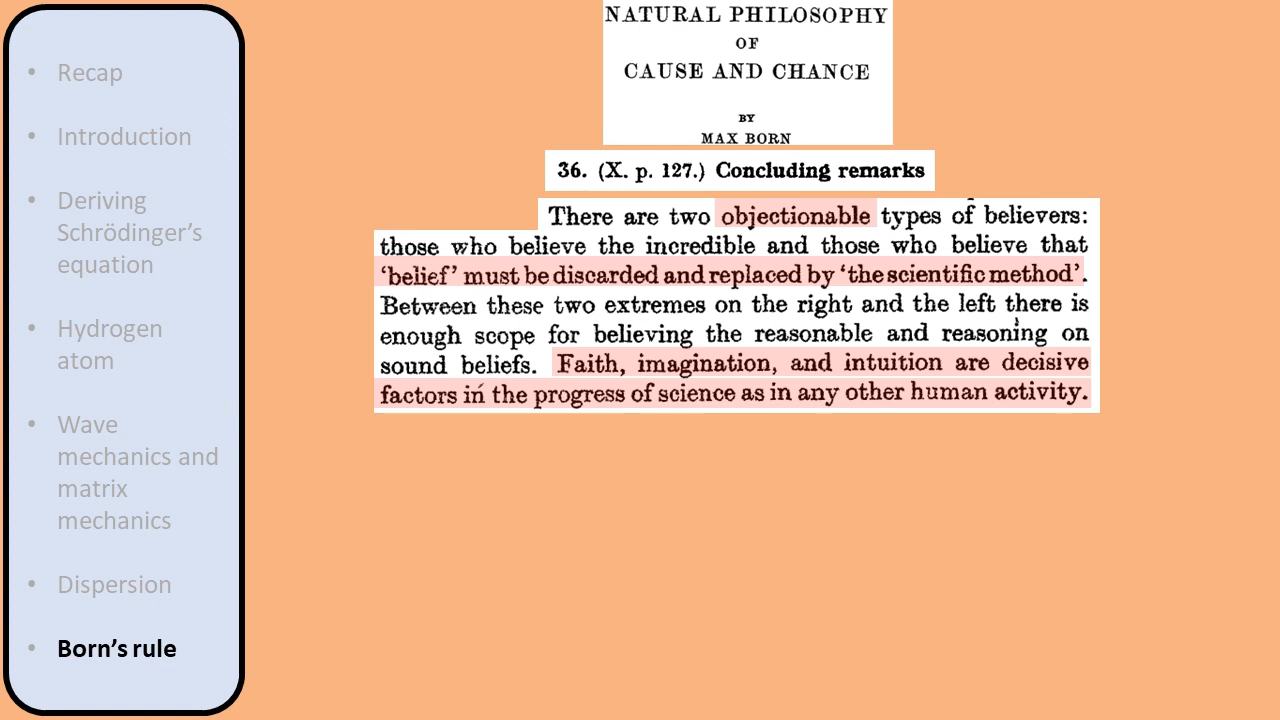 • Recap
• Introduction
• Deriving
Schrödinger’s
equation
• Hydrogen
atom
• Wave
mechanics and
matrix
mechanics
• Dispersion
• Born’s rule
NATURAL PHILOSOPHY
OF
CAUSE AND CHANCE
BY
MAX BORN
36. (X. p. 127.) Concluding remarks
There are two objectionable types of believers:
those who believe the incredible and those who believe that
‘belief’ must be discarded and replaced by ‘the scientific method’.
Between these two extremes on the right and the left there is
enough scope for believing the reasonable and reasoning on
sound beliefs. Faith, imagination, and intuition are decisive
factors in the progress of science as in any other human activity.